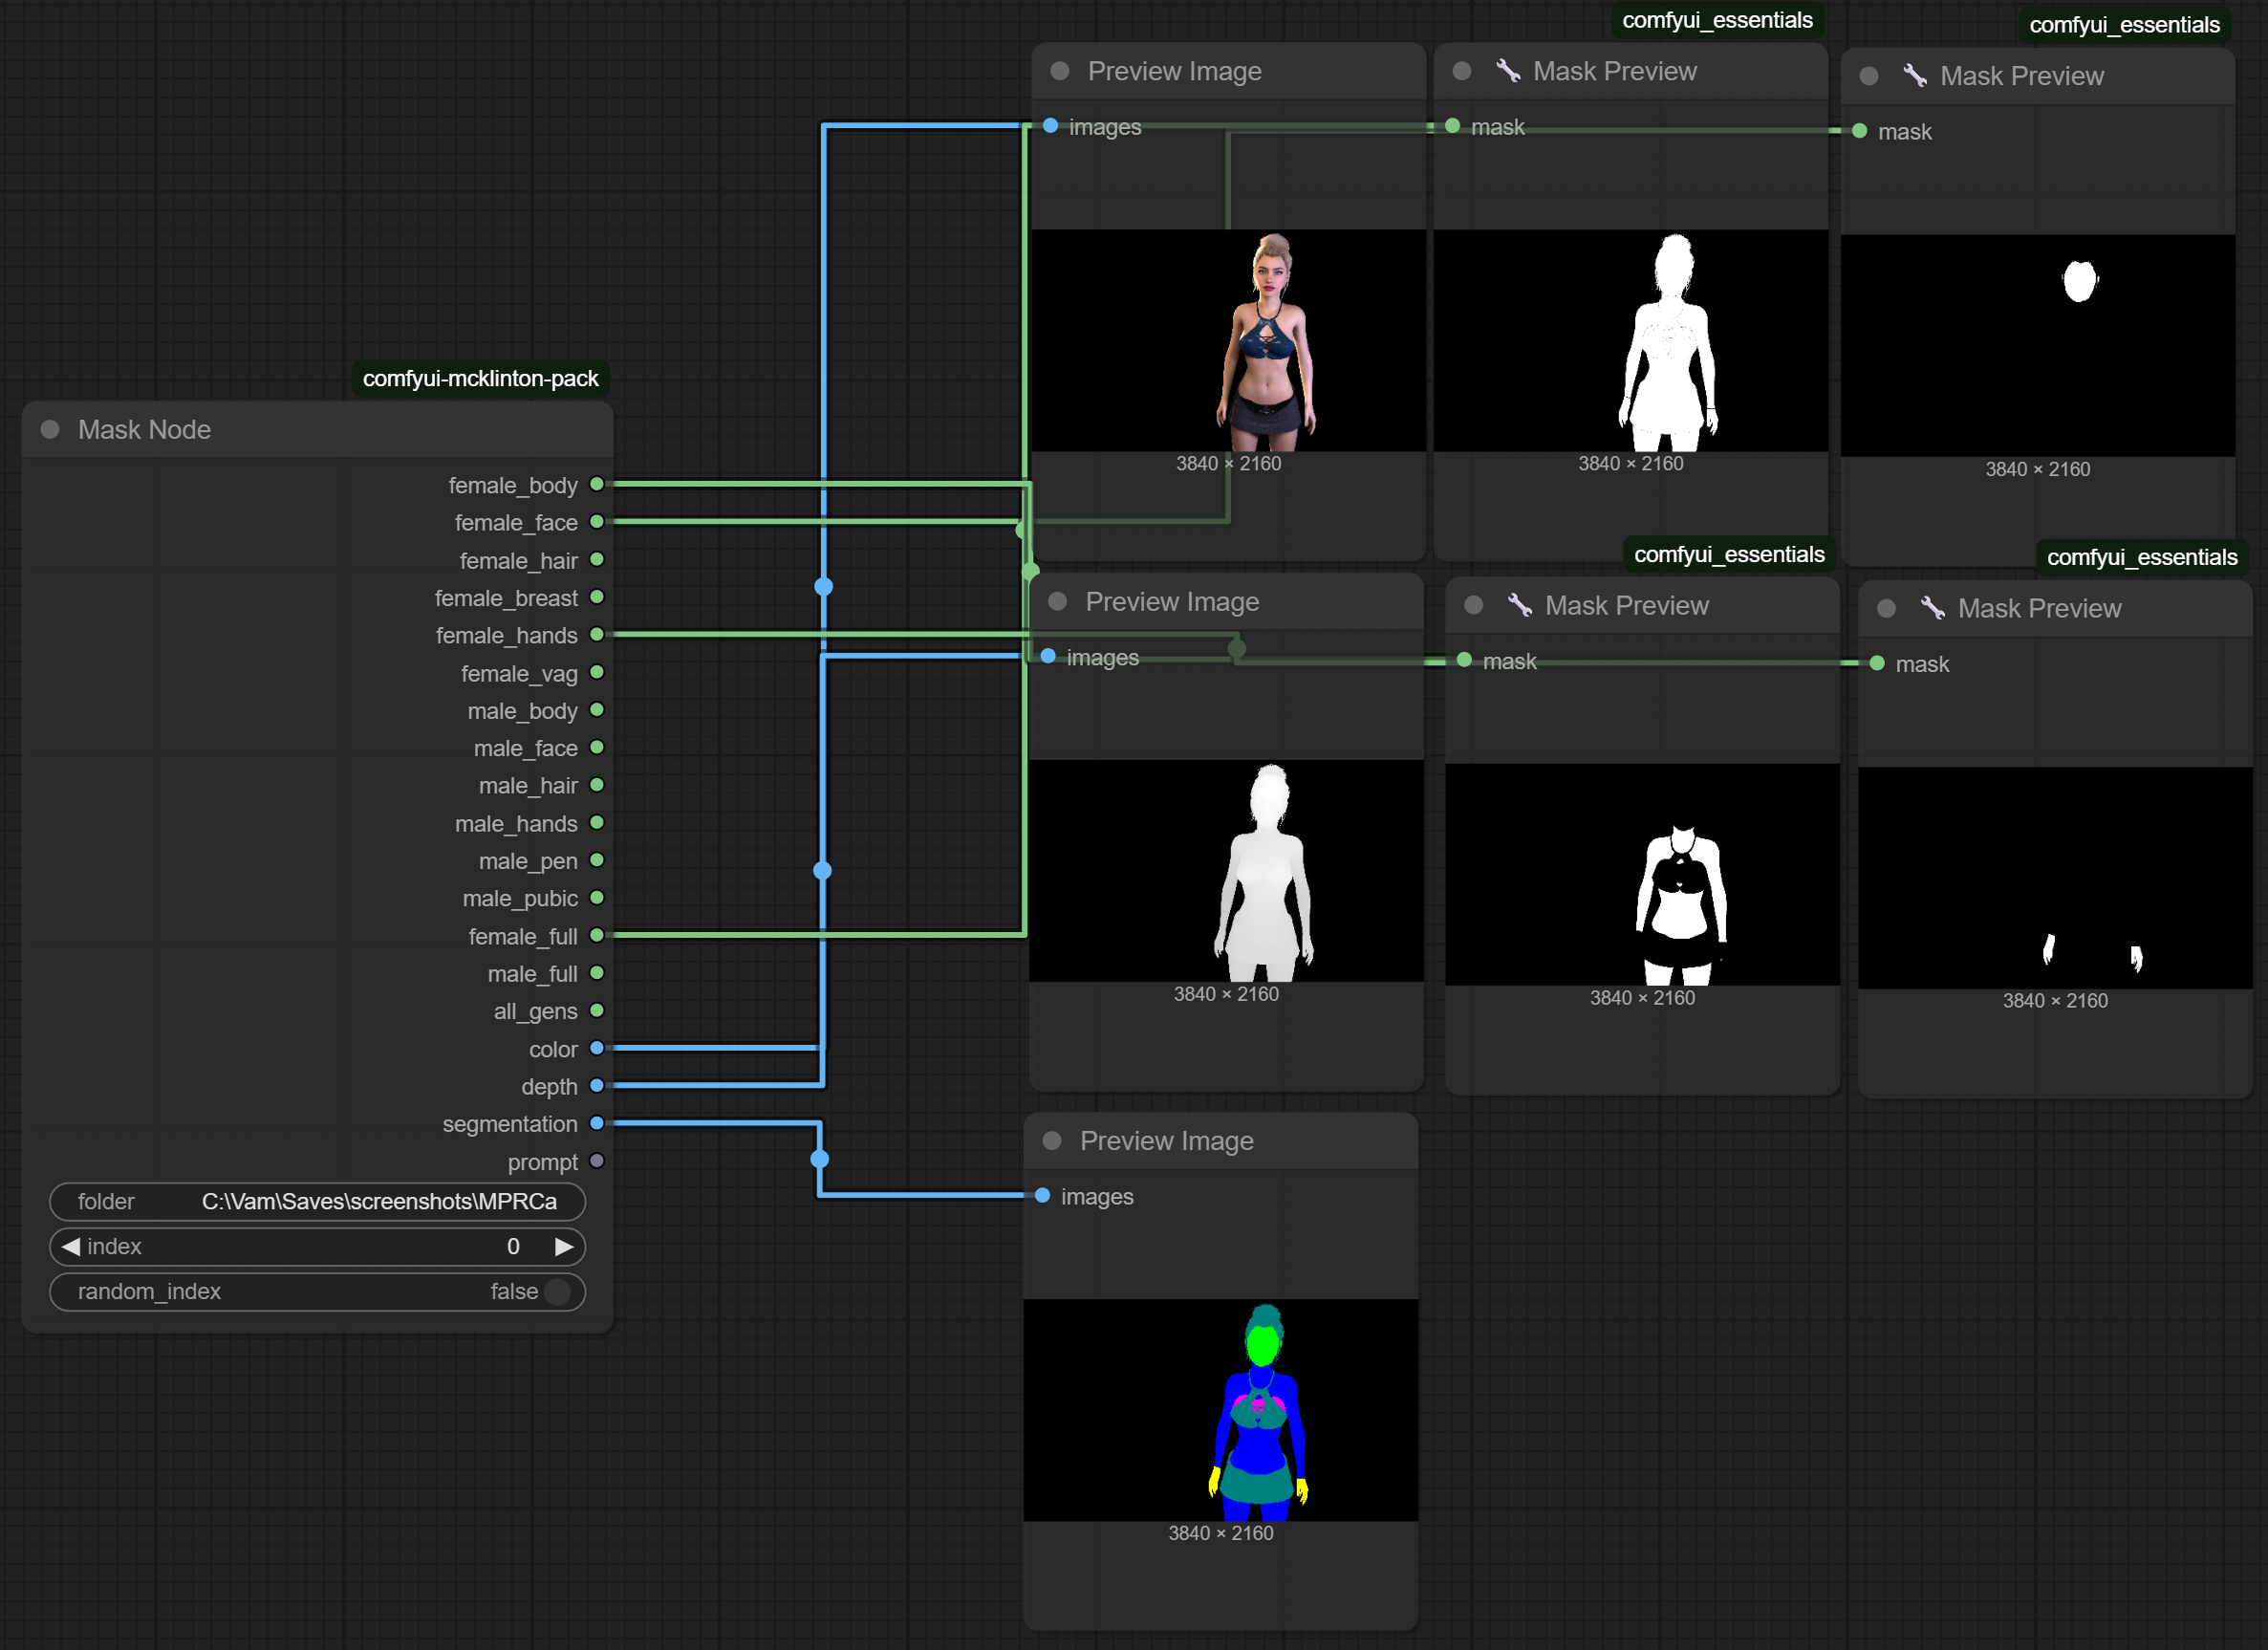 comfyui_essentials
comfyui_essentials
Preview Image
🔧 Mask Preview
🔧 Mask Preview
images
mask
mask
3840 × 2160
3840 × 2160
3840 × 2160
comfyui-mcklinton-pack
Mask Node
female_body
female_face
female_hair
female_breast
female_hands
female_vag
male_body
male_face
male_hair
male_hands
male_pen
male_pubic
female_full
male_full
all_gens
color
depth
segmentation
prompt
folder C:\Vam\Saves\screenshots\MPRCa
index 0
random_index false
comfyui_essentials
comfyui_essentials
Preview Image
🔧 Mask Preview
🔧 Mask Preview
images
mask
mask
3840 × 2160
3840 × 2160
3840 × 2160
Preview Image
images
3840 × 2160